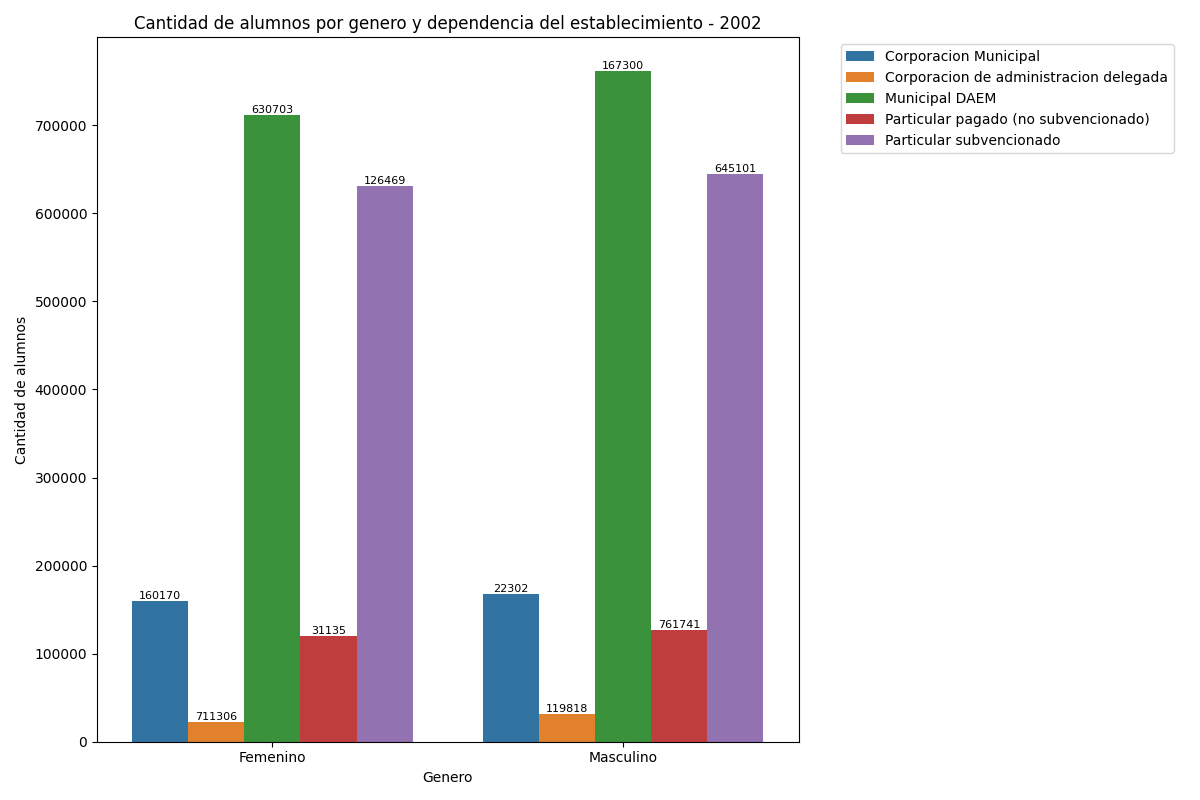 Cantidad de alumnos por genero y dependencia del establecimiento - 2002
Corporacion Municipal
Corporacion de administracion delegada
Municipal DAEM
Particular pagado (no subvencionado)
Particular subvencionado
Cantidad de alumnos
700000
600000
500000
400000
300000
200000
100000
0
160170
711306
630703
31135
126469
22302
119818
167300
761741
645101
Femenino
Masculino
Genero